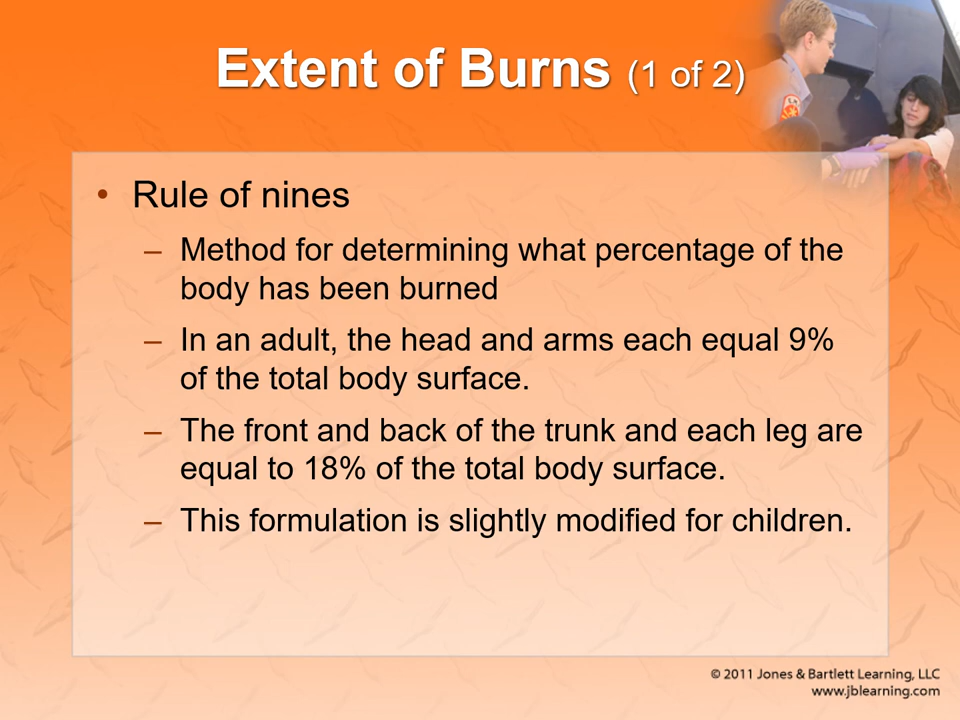 Extent of Burns (1 of 2)
• Rule of nines
– Method for determining what percentage of the
body has been burned
– In an adult, the head and arms each equal 9%
of the total body surface.
– The front and back of the trunk and each leg are
equal to 18% of the total body surface.
– This formulation is slightly modified for children.
© 2011 Jones & Bartlett Learning, LLC
www.jblearning.com